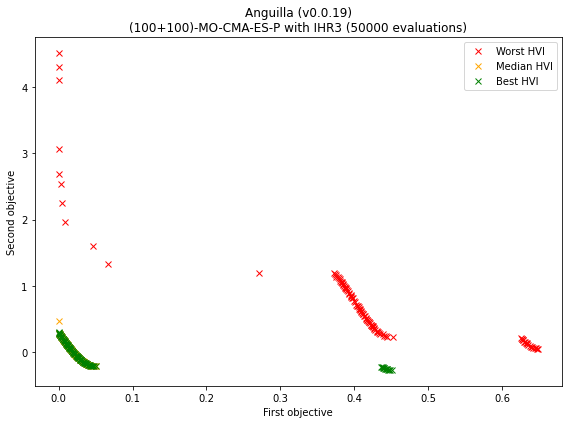 Anguilla (v0.0.19)
(100+100)-MO-CMA-ES-P with IHR3 (50000 evaluations)
Worst HVI
Median HVI
Best HVI
Second objective
4
3
2
1
0
0.0
0.1
0.2
0.3
0.4
0.5
0.6
First objective